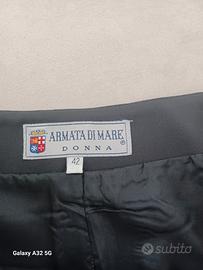 ARMATA DI MARE
®
DONNA
42
Galaxy A32 5G
subito